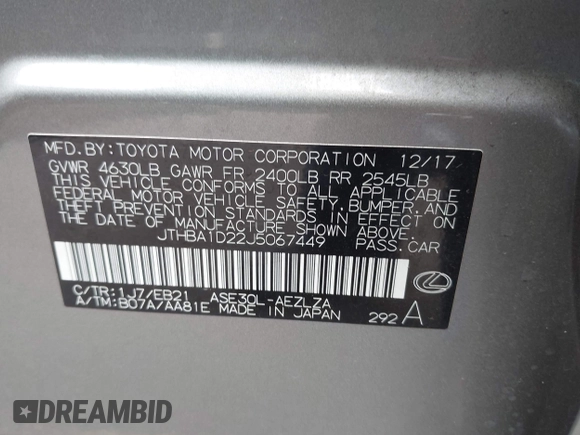 MFD. BY: TOYOTA MOTOR CORPORATION 12/17
GVWR 4630LB GAWR FR 2400LB RR 2545LB
THIS VEHICLE CONFORMS TO ALL APPLICABLE
FEDERAL MOTOR VEHICLE SAFETY, BUMPER, AND
THEFT PREVENTION STANDARDS IN EFFECT ON
THE DATE OF MANUFACTURE SHOWN ABOVE.
JTHBA1D22J5067449 PASS. CAR
C/TR: 1J7/EB21 ASE30L-AEZLZA
A/TM: B07A/AA81E MADE IN JAPAN 292 A
DREAMBID